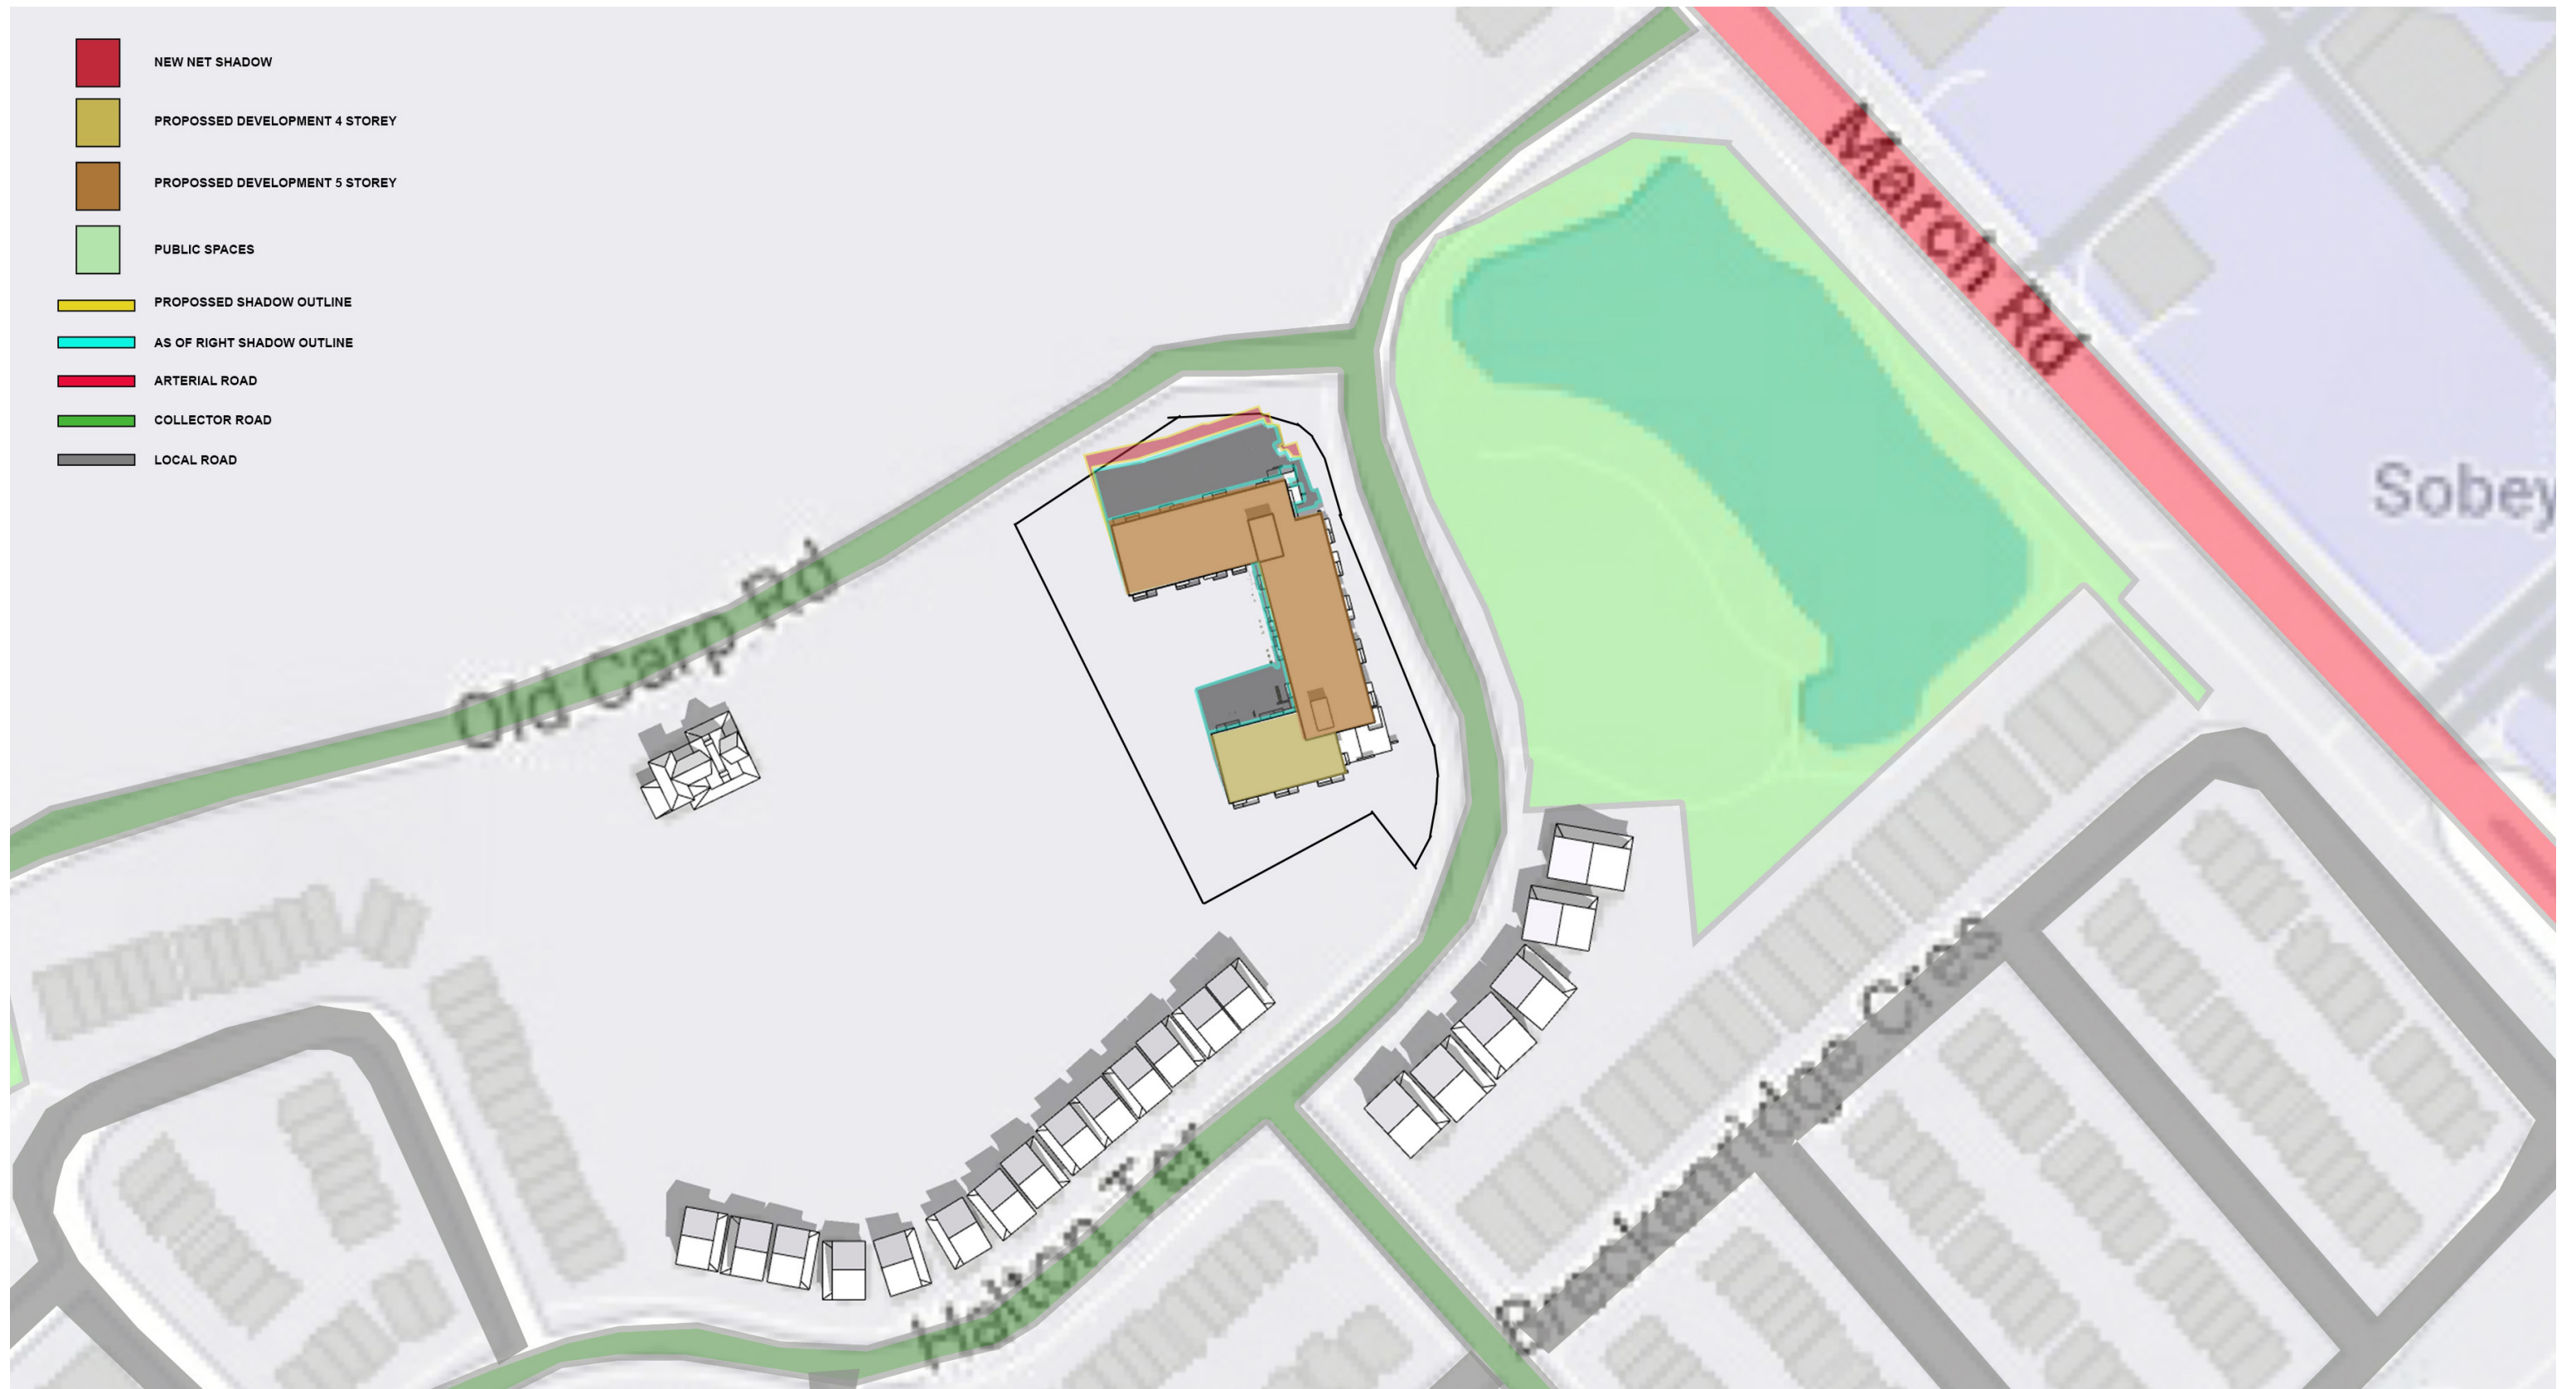 NEW NET SHADOW
PROPOSSED DEVELOPMENT 4 STOREY
PROPOSSED DEVELOPMENT 5 STOREY
PUBLIC SPACES
PROPOSSED SHADOW OUTLINE
AS OF RIGHT SHADOW OUTLINE
ARTERIAL ROAD
COLLECTOR ROAD
LOCAL ROAD
March Rd
Sobey
Old Carp Rd
Halton Ter
Cres